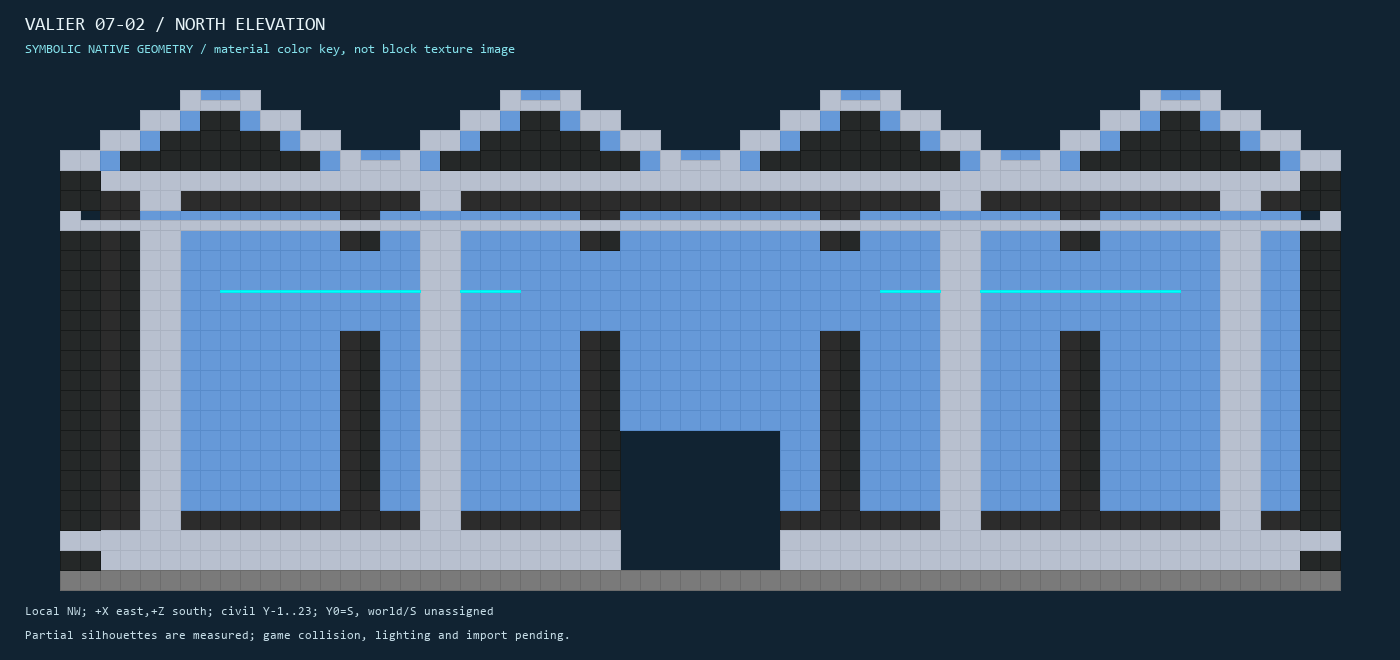 VALIER 07-02 / NORTH ELEVATION
SYMBOLIC NATIVE GEOMETRY / material color key, not block texture image
Local NW; +X east,+Z south; civil Y-1..23; Y0=S, world/S unassigned
Partial silhouettes are measured; game collision, lighting and import pending.